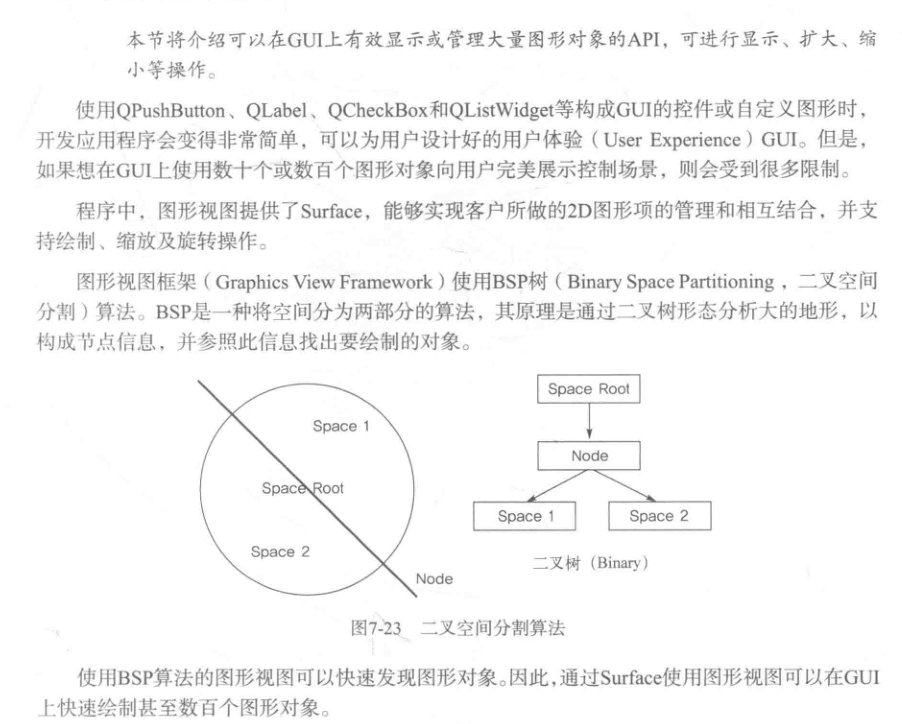 本节将介绍可以在GUI上有效显示或管理大量图形对象的API，可进行显示、扩大、缩
小等操作。
使用QPushButton、QLabel、QCheckBox和QListWidget等构成GUI的控件或自定义图形时，
开发应用程序会变得非常简单，可以为用户设计好的用户体验（User Experience）GUI。但是，
如果想在GUI上使用数十个或数百个图形对象向用户完美展示控制场景，则会受到很多限制。
程序中，图形视图提供了Surface，能够实现客户所做的2D图形项的管理和相互结合，并支
持绘制、缩放及旋转操作。
图形视图框架（Graphics View Framework）使用BSP树（Binary Space Partitioning，二叉空间
分割）算法。BSP是一种将空间分为两部分的算法，其原理是通过二叉树形态分析大的地形，以
构成节点信息，并参照此信息找出要绘制的对象。
Space 1
Space Root
Space 2
Node
Space Root
Node
Space 1
Space 2
二叉树（Binary）
图7-23 二叉空间分割算法
使用BSP算法的图形视图可以快速发现图形对象。因此，通过Surface使用图形视图可以在GUI
上快速绘制甚至数百个图形对象。